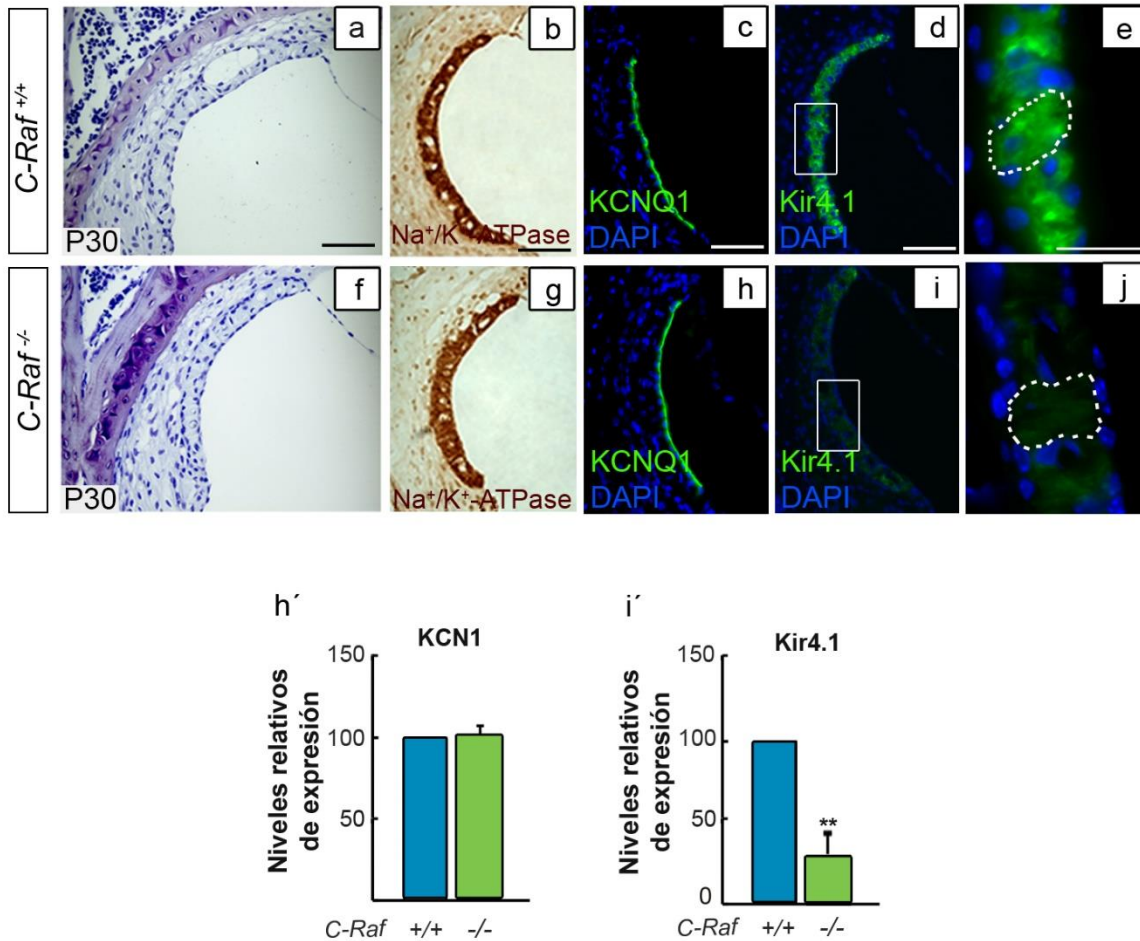 C-Raf +/+
a
P30
b
Na⁺/K⁺-ATPase
c
KCNQ1
DAPI
d
Kir4.1
DAPI
e
C-Raf -/-
f
P30
g
Na⁺/K⁺-ATPase
h
KCNQ1
DAPI
i
Kir4.1
DAPI
j
h´
KCN1
Niveles relativos
de expresión
150
100
50
C-Raf +/+ -/-
i´
Kir4.1
Niveles relativos
de expresión
150
100
50
0
**
C-Raf +/+ -/-